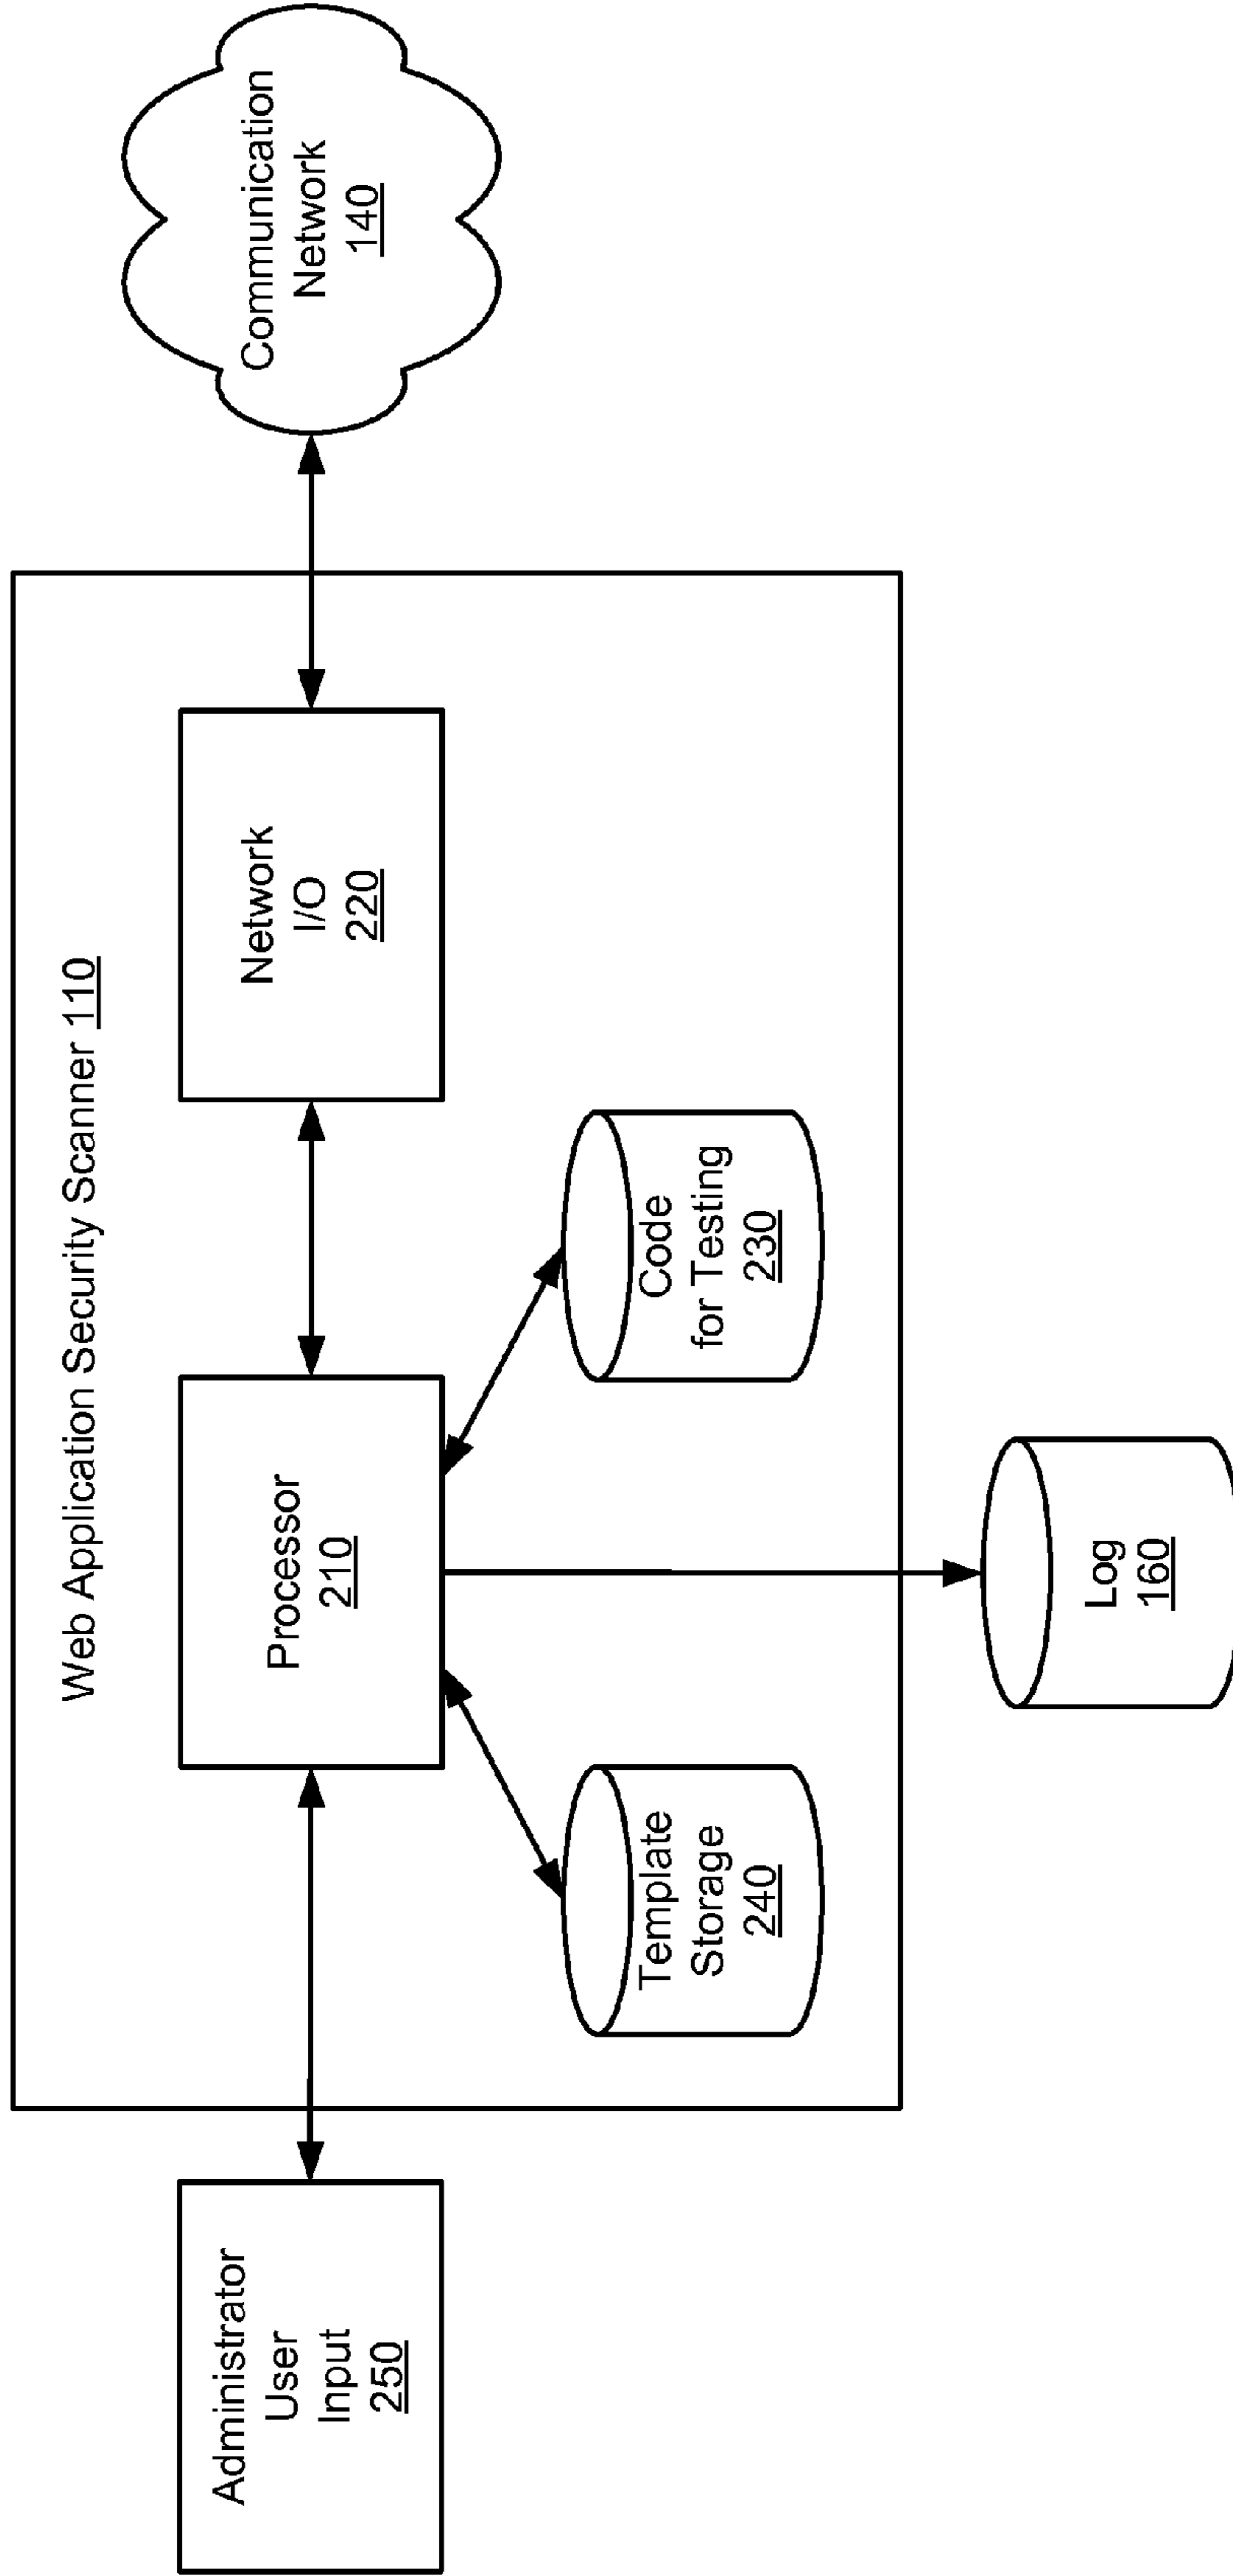 Web Application Security Scanner 110
Administrator
User
Input
250
Processor
210
Network
I/O
220
Communication
Network
140
Template
Storage
240
Code
for Testing
230
Log
160